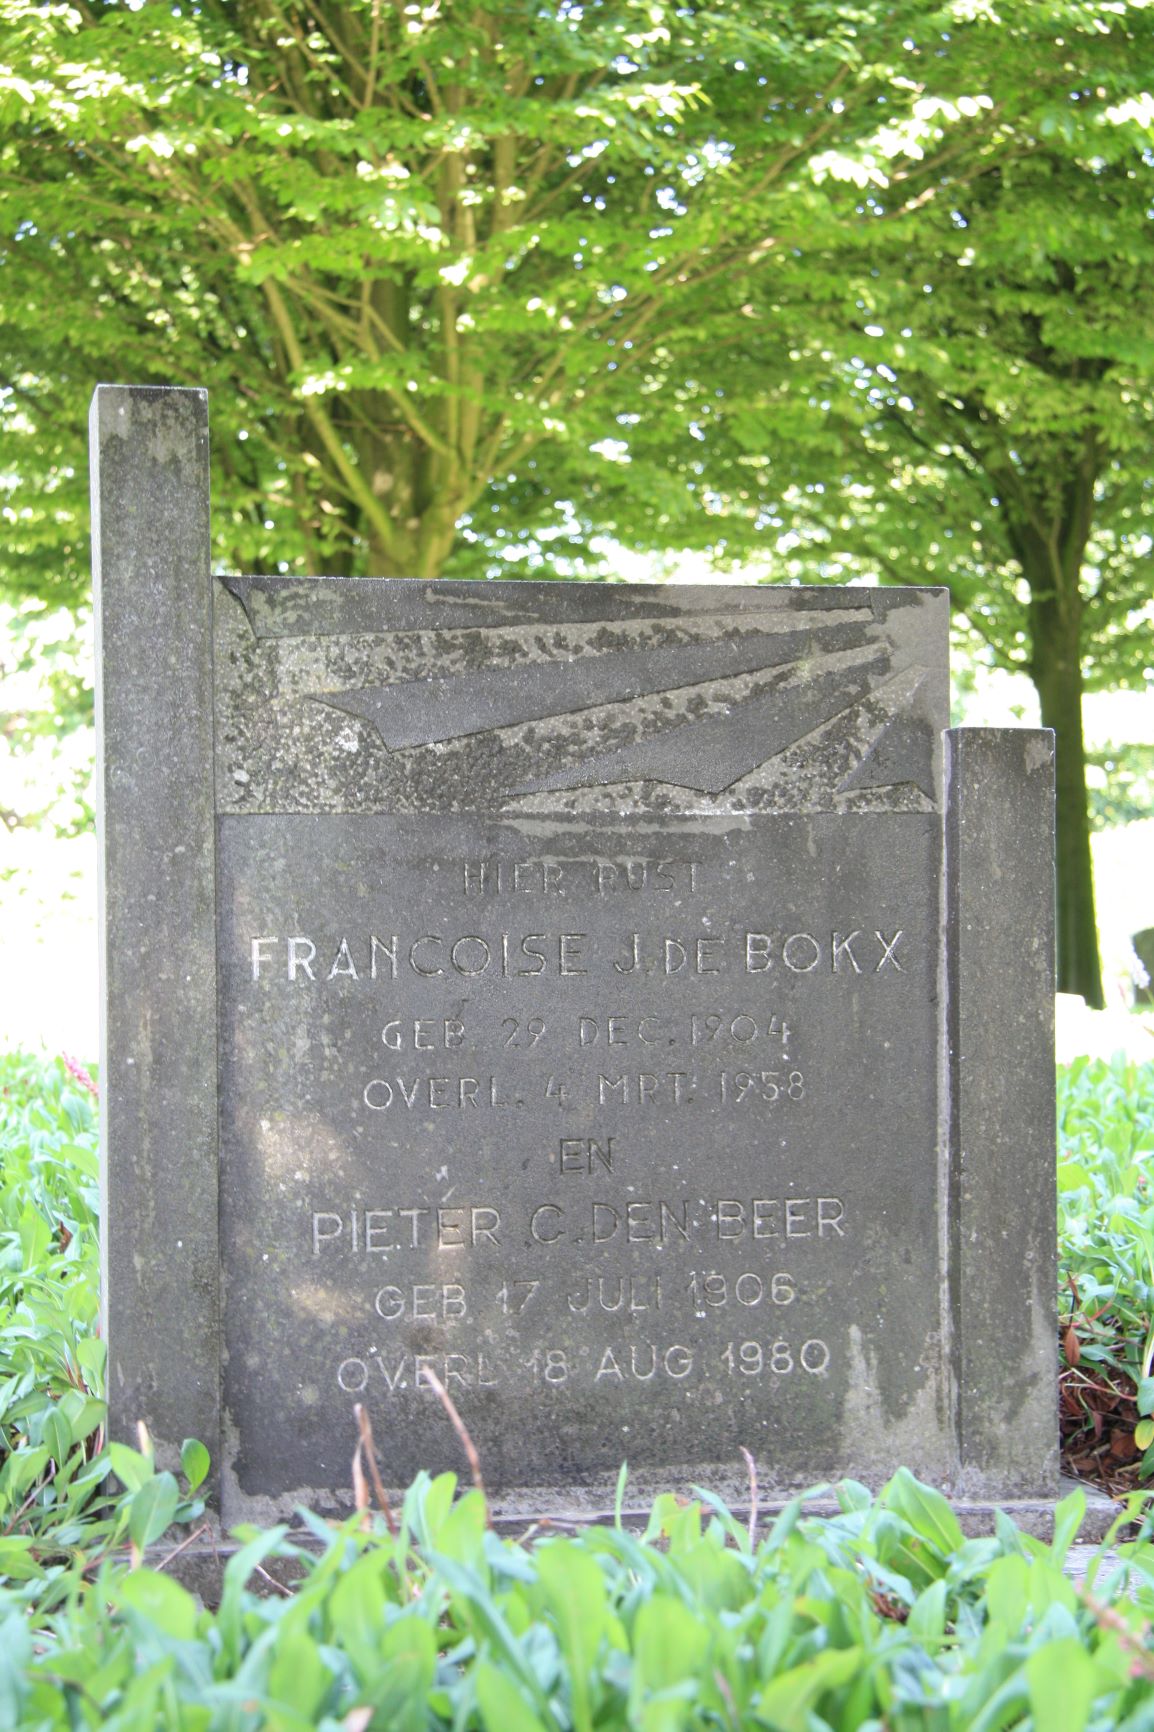 HIER RUST
FRANCOISE J. DE BOKX
GEB 29 DEC. 1904
OVERL. 4 MRT. 1958
EN
PIETER C. DEN BEER
GEB 17 JULI 1906
OVERL 18 AUG 1980